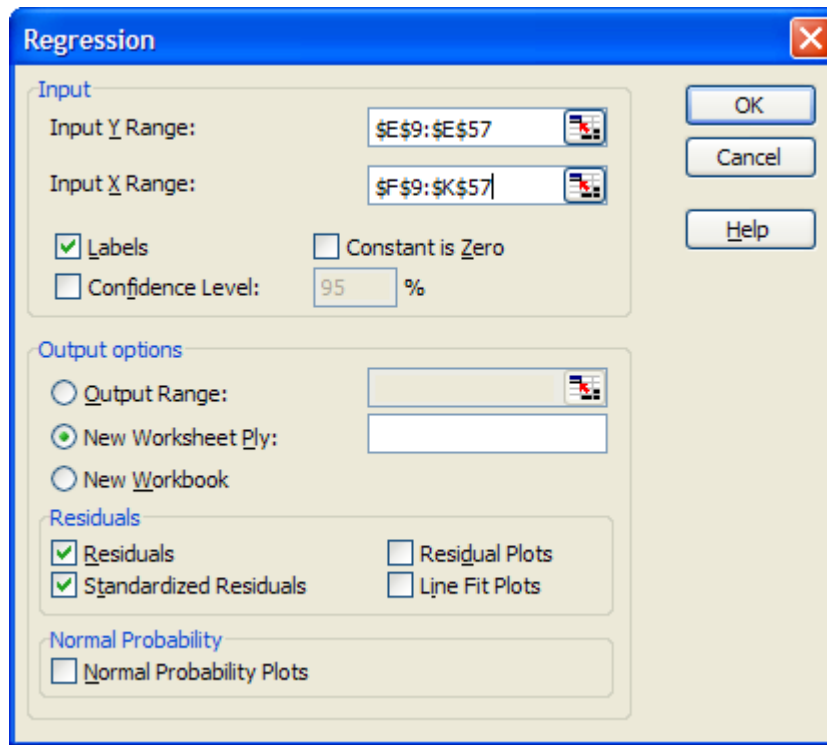 Regression
Input
Input Y Range: $E$9:$E$57
Input X Range: $F$9:$K$57
Labels Constant is Zero
Confidence Level: 95 %
OK
Cancel
Help
Output options
Output Range:
New Worksheet Ply:
New Workbook
Residuals
Residuals Residual Plots
Standardized Residuals Line Fit Plots
Normal Probability
Normal Probability Plots